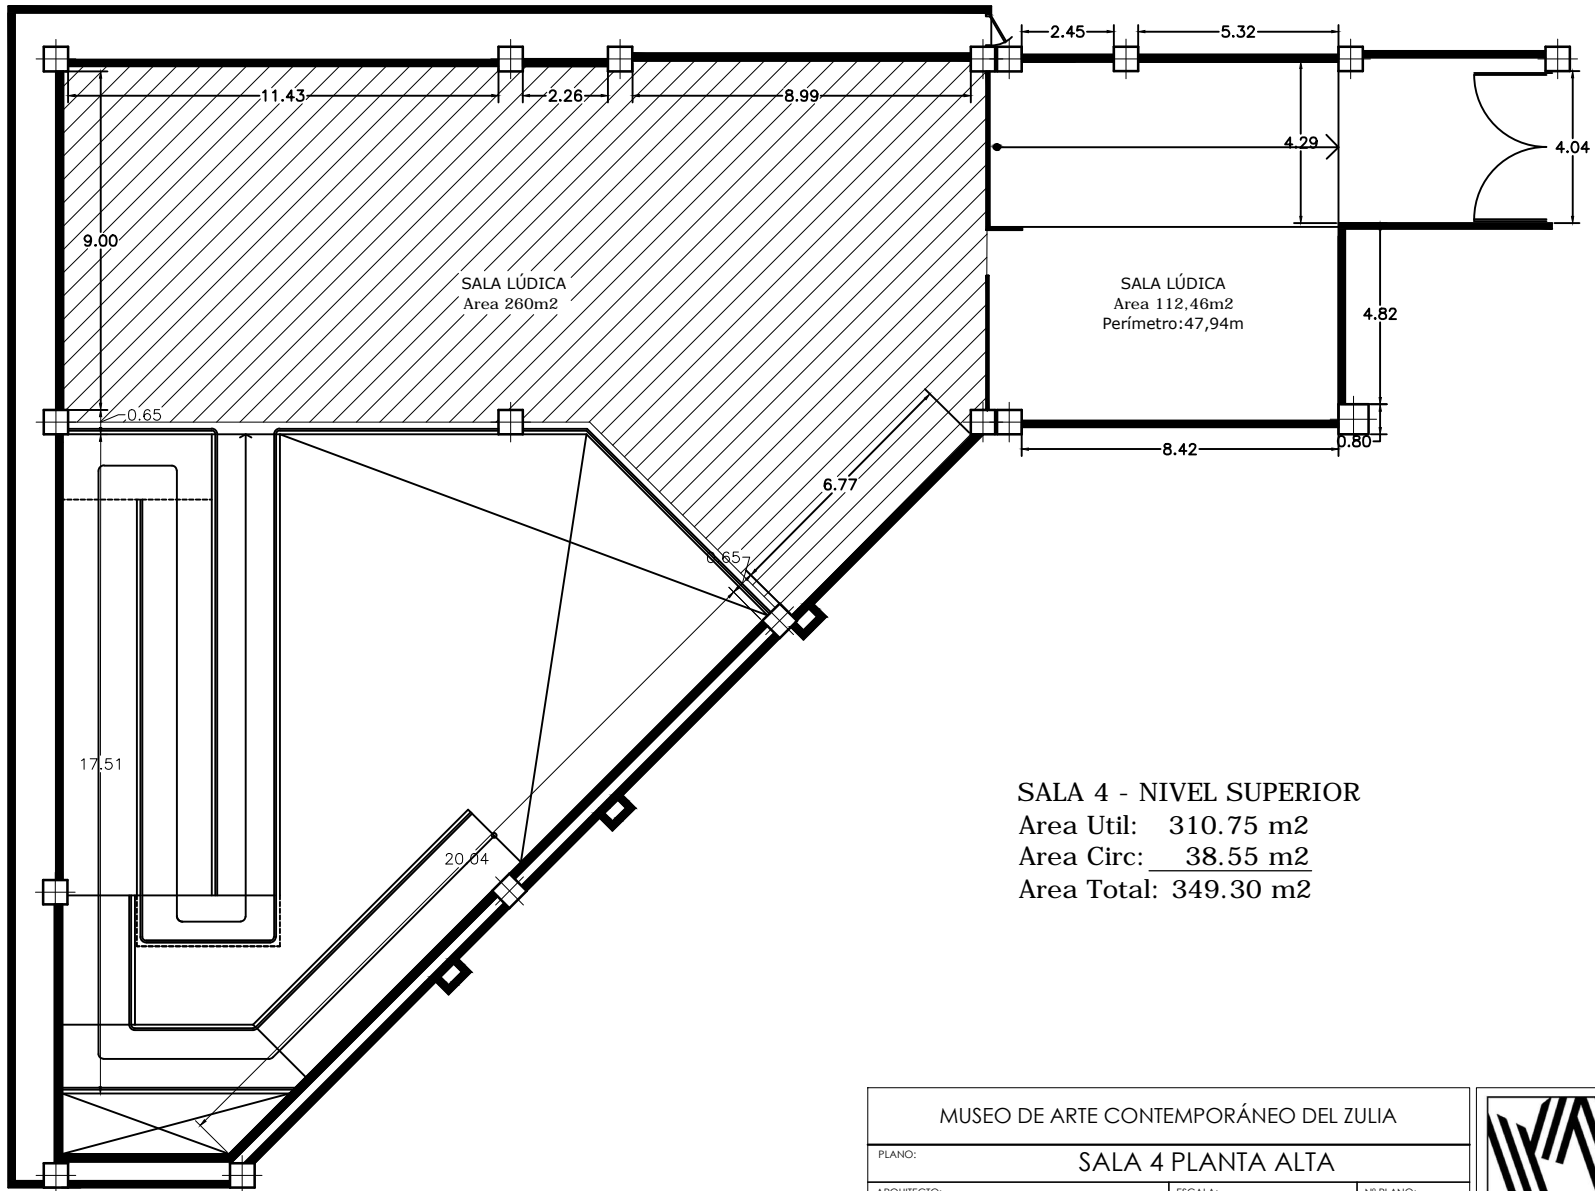 2.45
5.32
11.43
2.26
8.99
4.29
4.04
9.00
SALA LÚDICA
Area 260m2
SALA LÚDICA
Area 112,46m2
Perímetro:47,94m
4.82
0.65
8.42
0.80
6.77
0.65
17.51
20.04
SALA 4 - NIVEL SUPERIOR
Area Util: 310.75 m2
Area Circ: 38.55 m2
Area Total: 349.30 m2
MUSEO DE ARTE CONTEMPORÁNEO DEL ZULIA
PLANO:
SALA 4 PLANTA ALTA